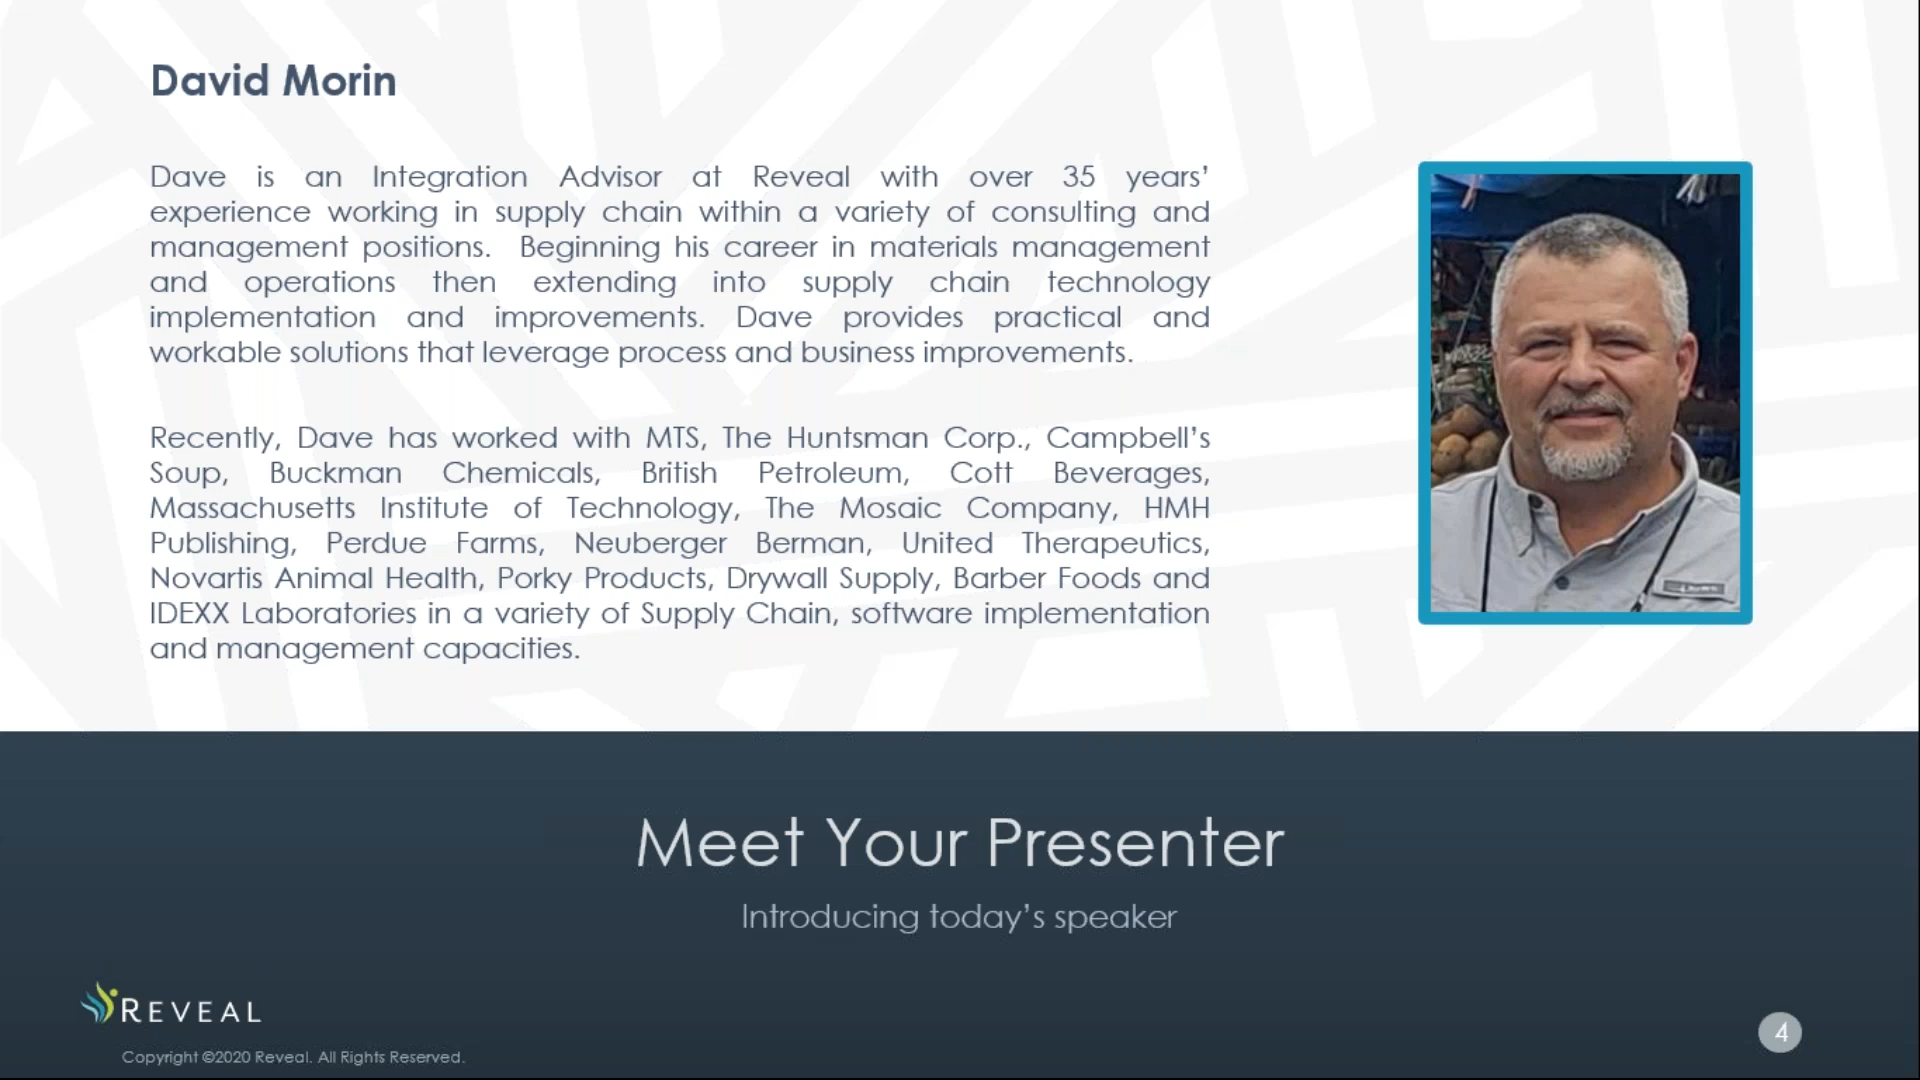 David Morin
Dave is an Integration Advisor at Reveal with over 35 years’
experience working in supply chain within a variety of consulting and
management positions.  Beginning his career in materials management
and operations then extending into supply chain technology
implementation and improvements. Dave provides practical and
workable solutions that leverage process and business improvements.
Recently, Dave has worked with MTS, The Huntsman Corp., Campbell’s
Soup, Buckman Chemicals, British Petroleum, Cott Beverages,
Massachusetts Institute of Technology, The Mosaic Company, HMH
Publishing, Perdue Farms, Neuberger Berman, United Therapeutics,
Novartis Animal Health, Porky Products, Drywall Supply, Barber Foods and
IDEXX Laboratories in a variety of Supply Chain, software implementation
and management capacities.
Meet Your Presenter
Introducing today’s speaker
REVEAL
Copyright ©2020 Reveal. All Rights Reserved.
4